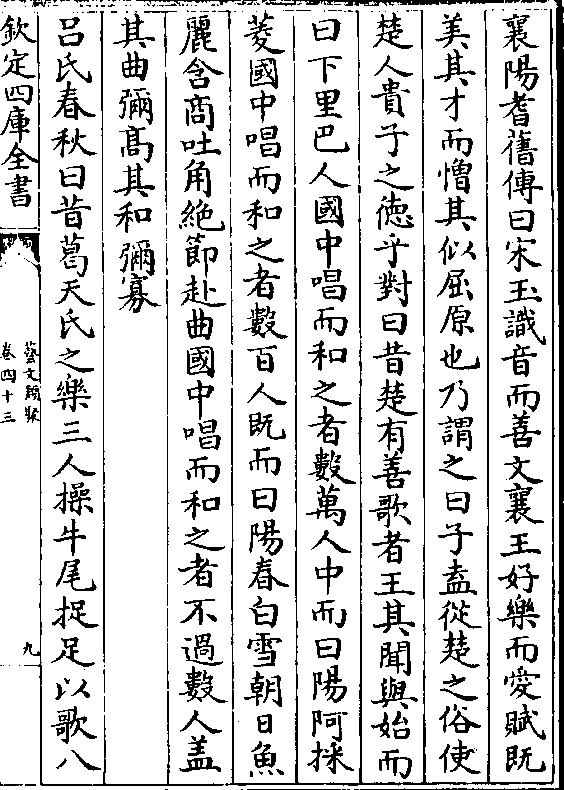 襄陽耆舊傳曰宋玉識音而善文襄王好樂而愛賦既
美其才而憎其似屈原也乃謂之曰子盍從楚之俗使
楚人貴子之徳乎對曰昔楚有善歌者王其聞與始而
曰下里巴人國中唱而和之者數萬人中而曰陽阿採
菱國中唱而和之者數百人既而曰陽春白雪朝日魚
麗含商吐角絶節赴曲國中唱而和之者不過數人盖
其曲彌髙其和彌寡
吕氏春秋曰昔葛天氏之樂三人操牛尾捉足以歌八
欽定四庫全書
藝文類聚
卷四十三
九